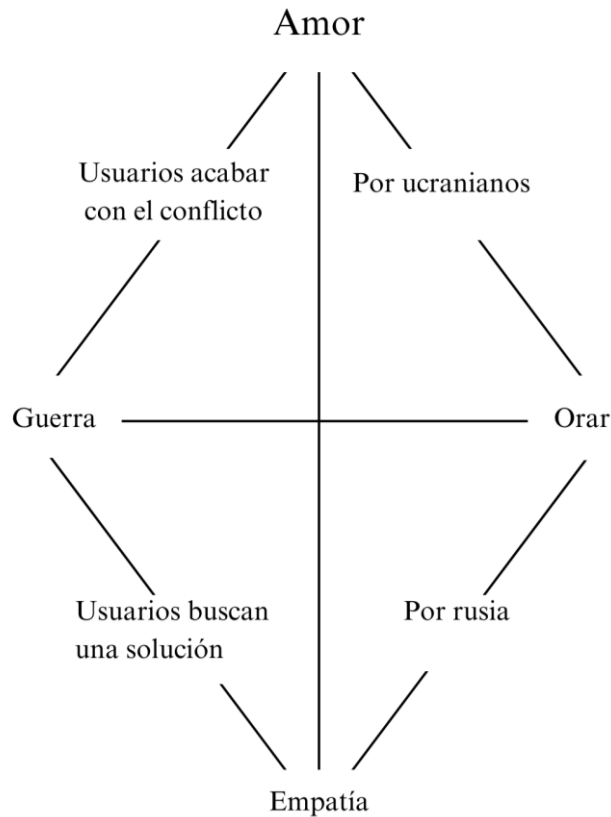 Amor
Usuarios acabar
con el conflicto
Por ucranianos
Guerra
Orar
Usuarios buscan
una solución
Por rusia
Empatía